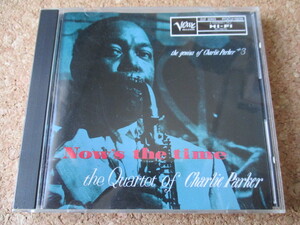 Verve
HI-FI
the genius of Charlie Parker #3
Now's the time
the Quartet of Charlie Parker